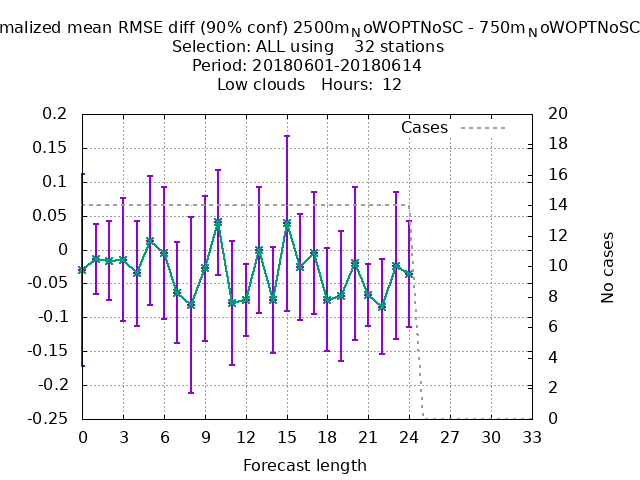 malized mean RMSE diff (90% conf) 2500mNoWOPTNoSC - 750mNoWOPTNoSC
Selection: ALL using 32 stations
Period: 20180601-20180614
Low clouds Hours: 12
Cases
0.2
0.15
0.1
0.05
0
-0.05
-0.1
-0.15
-0.2
-0.25
20
18
16
14
12
10
8
6
4
2
0
No cases
0 3 6 9 12 15 18 21 24 27 30 33
Forecast length